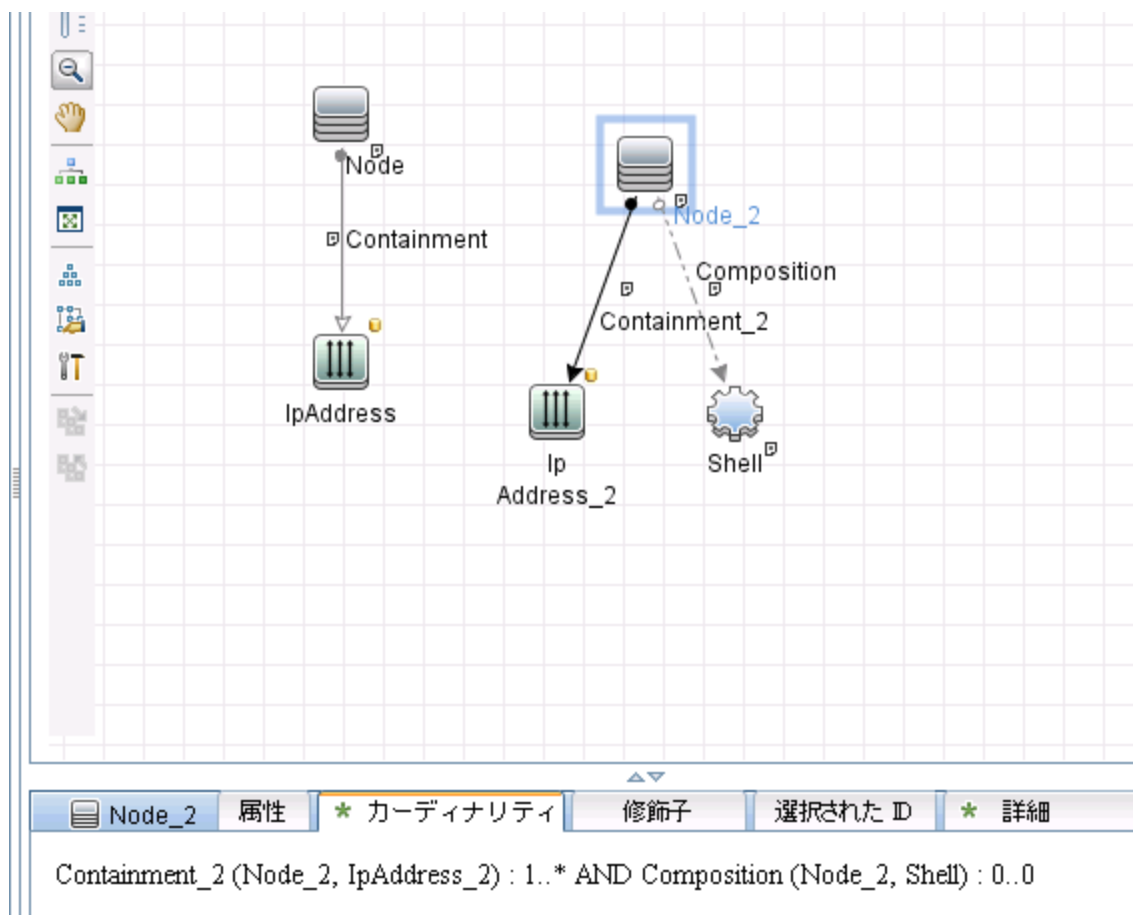 Node
Node_2
Containment
Composition
Containment_2
IpAddress
Ip
Address_2
Shell
Node_2 属性 * カーディナリティ 修飾子 選択された ID * 詳細
Containment_2 (Node_2, IpAddress_2) : 1..* AND Composition (Node_2, Shell) : 0..0